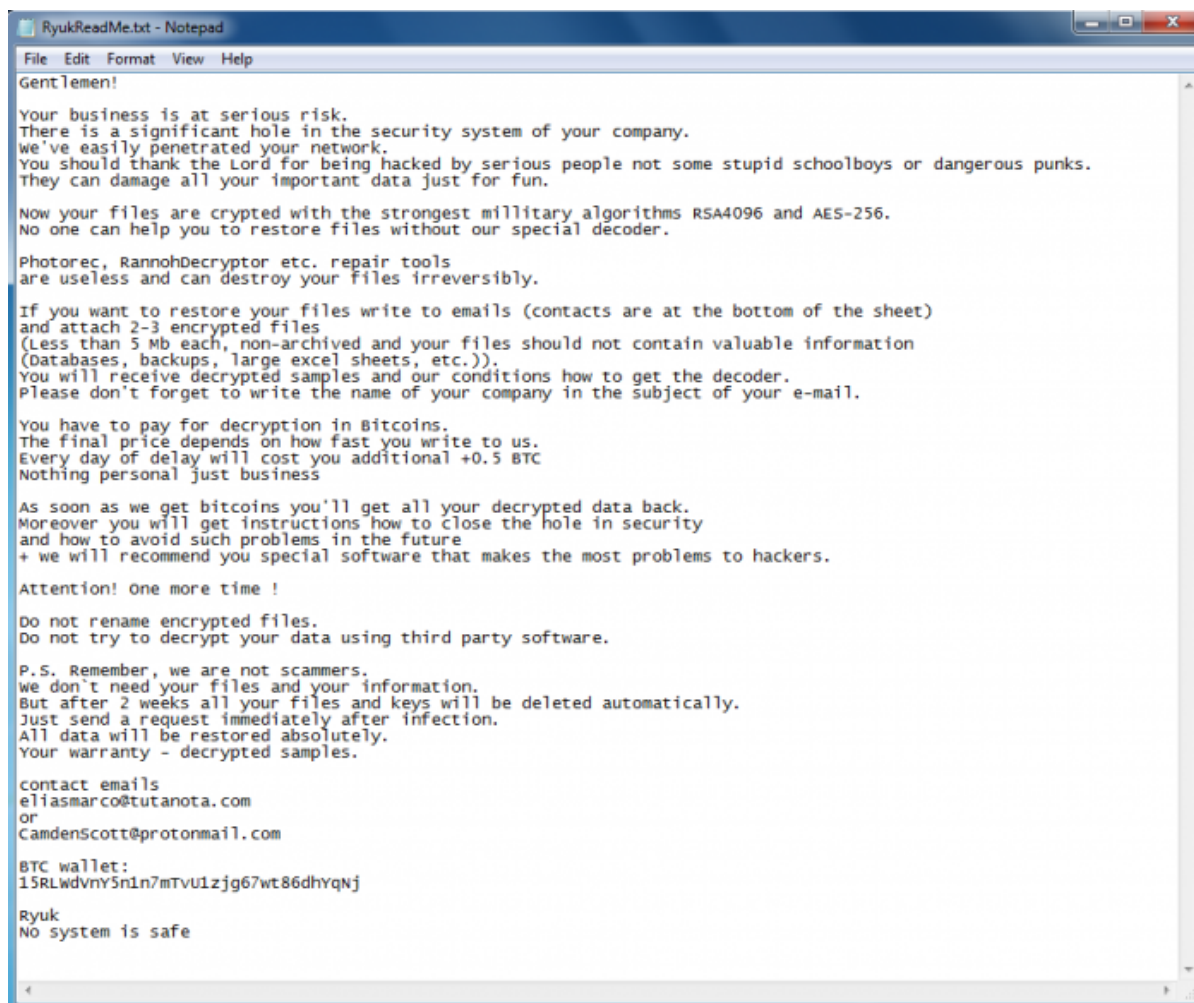 RyukReadMe.txt - Notepad
File Edit Format View Help
Gentlemen!
Your business is at serious risk.
There is a significant hole in the security system of your company.
We've easily penetrated your network.
You should thank the Lord for being hacked by serious people not some stupid schoolboys or dangerous punks.
They can damage all your important data just for fun.
Now your files are crypted with the strongest millitary algorithms RSA4096 and AES-256.
No one can help you to restore files without our special decoder.
Photorec, RannohDecryptor etc. repair tools
are useless and can destroy your files irreversibly.
If you want to restore your files write to emails (contacts are at the bottom of the sheet)
and attach 2-3 encrypted files
(Less than 5 Mb each, non-archived and your files should not contain valuable information
(Databases, backups, large excel sheets, etc.)).
You will receive decrypted samples and our conditions how to get the decoder.
Please don't forget to write the name of your company in the subject of your e-mail.
You have to pay for decryption in Bitcoins.
The final price depends on how fast you write to us.
Every day of delay will cost you additional +0.5 BTC
Nothing personal just business
As soon as we get bitcoins you'll get all your decrypted data back.
Moreover you will get instructions how to close the hole in security
and how to avoid such problems in the future
+ we will recommend you special software that makes the most problems to hackers.
Attention! One more time !
Do not rename encrypted files.
Do not try to decrypt your data using third party software.
P.S. Remember, we are not scammers.
We don`t need your files and your information.
But after 2 weeks all your files and keys will be deleted automatically.
Just send a request immediately after infection.
All data will be restored absolutely.
Your warranty - decrypted samples.
contact emails
eliasmarco@tutanota.com
or
CamdenScott@protonmail.com
BTC wallet:
15RLWdVnY5n1n7mTvU1zjg67wt86dhYqNj
Ryuk
No system is safe